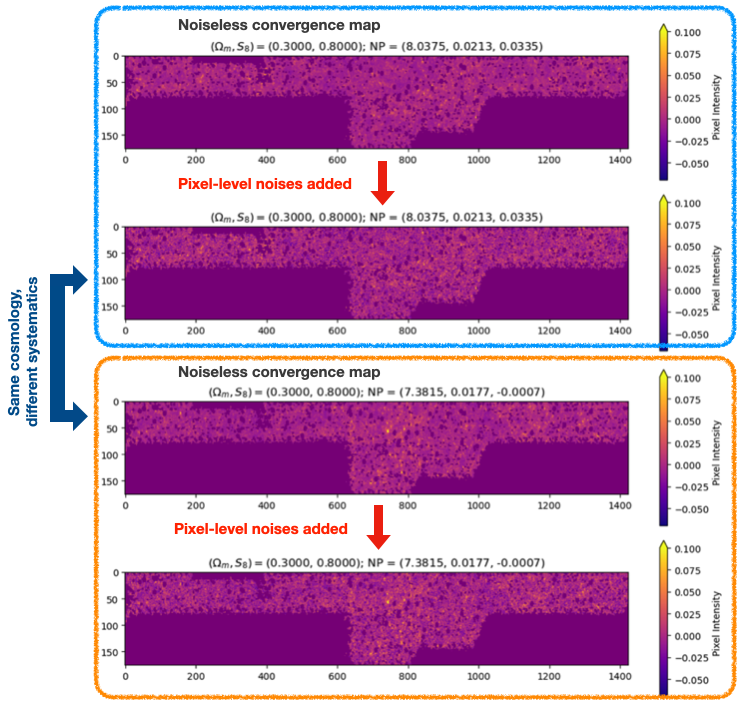 Noiseless convergence map
(Ωm, S8) = (0.3000, 0.8000); NP = (8.0375, 0.0213, 0.0335)
0
50
100
150
0 200 400 600 800 1000 1200 1400
0.100
0.075
0.050
0.025
0.000
−0.025
−0.050
Pixel Intensity
Pixel-level noises added
(Ωm, S8) = (0.3000, 0.8000); NP = (8.0375, 0.0213, 0.0335)
0
50
100
150
0 200 400 600 800 1000 1200 1400
0.100
0.075
0.050
0.025
0.000
−0.025
−0.050
Pixel Intensity
Same cosmology,
different systematics
Noiseless convergence map
(Ωm, S8) = (0.3000, 0.8000); NP = (7.3815, 0.0177, -0.0007)
0
50
100
150
0 200 400 600 800 1000 1200 1400
0.100
0.075
0.050
0.025
0.000
−0.025
−0.050
Pixel Intensity
Pixel-level noises added
(Ωm, S8) = (0.3000, 0.8000); NP = (7.3815, 0.0177, -0.0007)
0
50
100
150
0 200 400 600 800 1000 1200 1400
0.100
0.075
0.050
0.025
0.000
−0.025
−0.050
Pixel Intensity